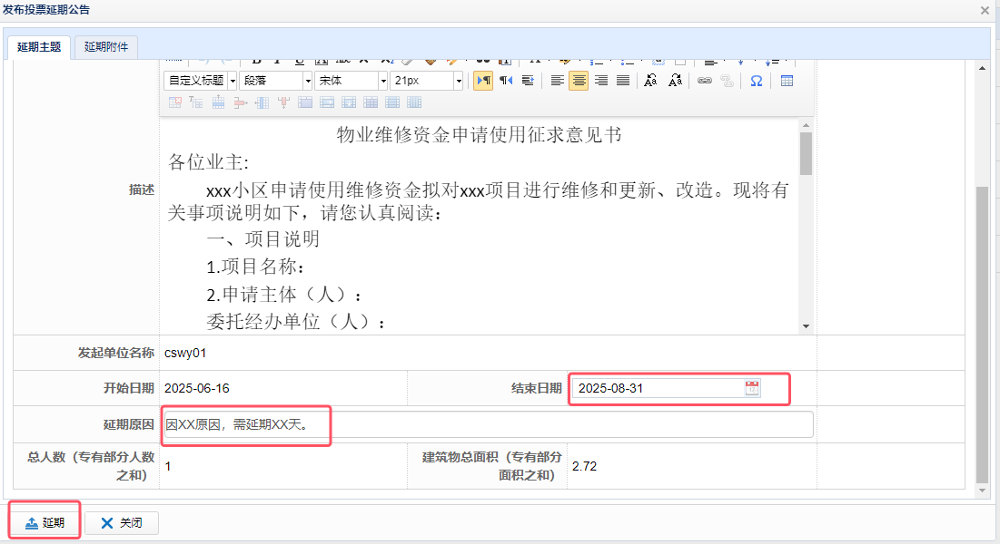 发布投票延期公告
延期主题 延期附件
自定义标题 段落 宋体 21px
描述
物业维修资金申请使用征求意见书
各位业主:
xxx小区申请使用维修资金拟对xxx项目进行维修和更新、改造。现将有
关事项说明如下，请您认真阅读：
一、项目说明
1.项目名称：
2.申请主体（人）：
委托经办单位（人）：
发起单位名称 cswy01
开始日期 2025-06-16 结束日期 2025-08-31
延期原因 因XX原因，需延期XX天。
总人数（专有部分人数
之和） 1
建筑物总面积（专有部分
面积之和） 2.72
延期 关闭